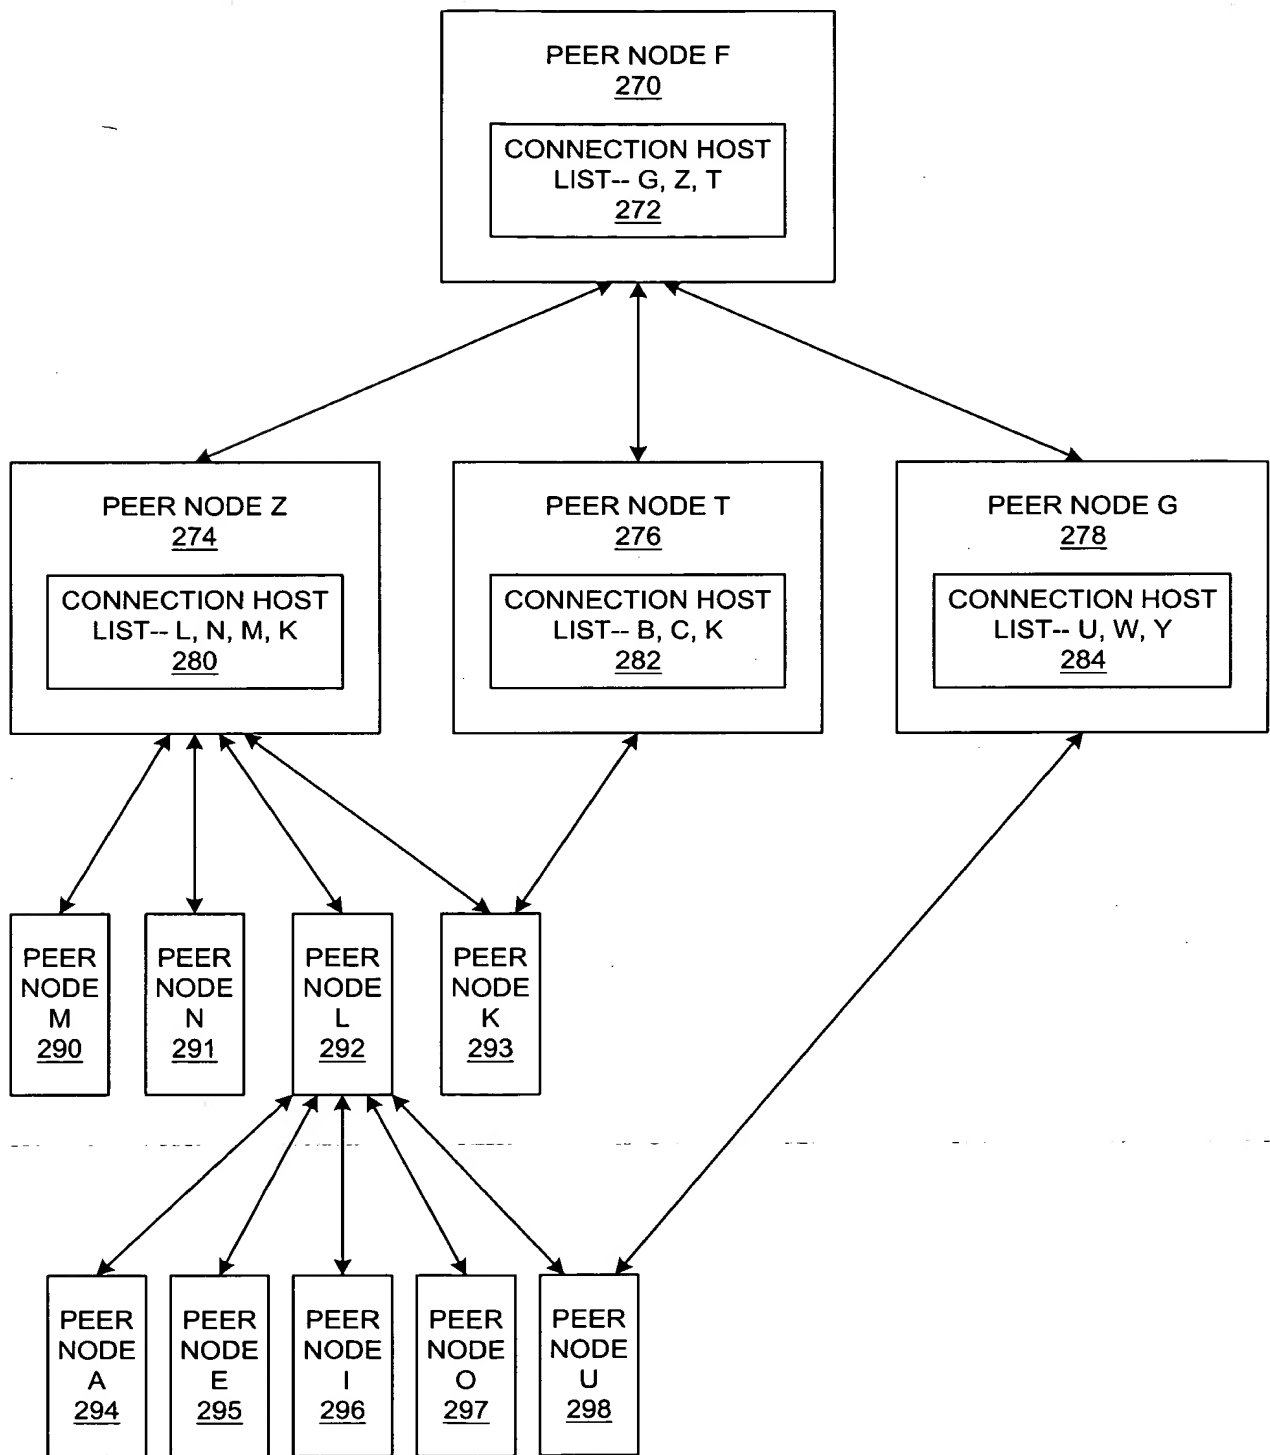 PEER NODE F
270
CONNECTION HOST
LIST-- G, Z, T
272
PEER NODE Z
274
CONNECTION HOST
LIST-- L, N, M, K
280
PEER NODE T
276
CONNECTION HOST
LIST-- B, C, K
282
PEER NODE G
278
CONNECTION HOST
LIST-- U, W, Y
284
PEER
NODE
M
290
PEER
NODE
N
291
PEER
NODE
L
292
PEER
NODE
K
293
PEER
NODE
A
294
PEER
NODE
E
295
PEER
NODE
I
296
PEER
NODE
O
297
PEER
NODE
U
298